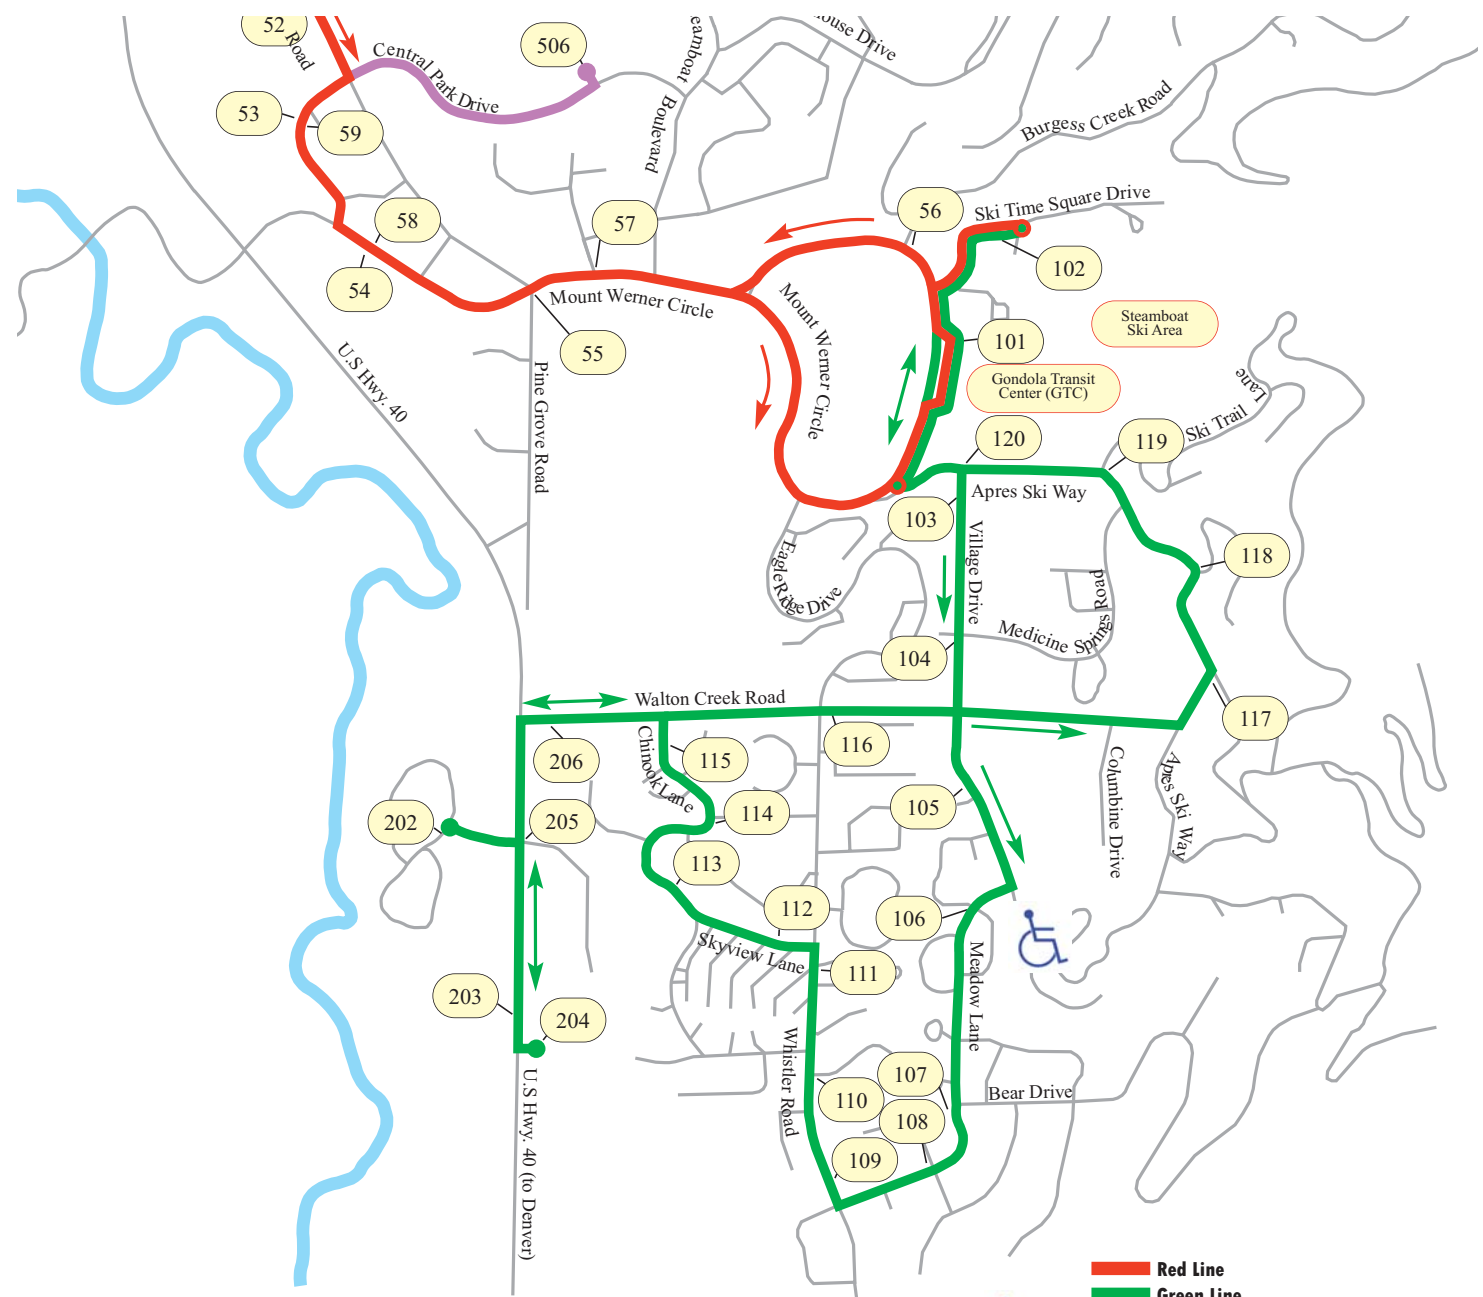 52
Road
Central Park Drive
506
eamboat
Boulevard
ouse Drive
Burgess Creek Road
53
59
58
57
56
Ski Time Square Drive
102
54
Mount Werner Circle
55
Mount Werner Circle
Steamboat
Ski Area
101
Gondola Transit
Center (GTC)
U.S Hwy. 40
Pine Grove Road
Ski Trail
Lane
120
119
Apres Ski Way
103
Village Drive
Eagle Ridge Drive
118
Medicine Springs Road
104
Walton Creek Road
117
206
Chinook Lane
115
116
Columbine Drive
Apres Ski Way
202
205
114
105
113
112
106
Skyview Lane
111
Meadow Lane
203
204
Whistler Road
107
110
Bear Drive
108
109
U.S Hwy. 40 (to Denver)
Red Line
Green Line